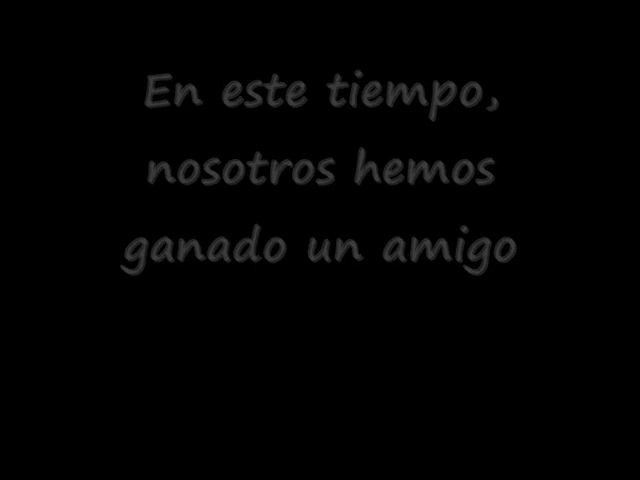 En este tiempo,
nosotros hemos
ganado un amigo